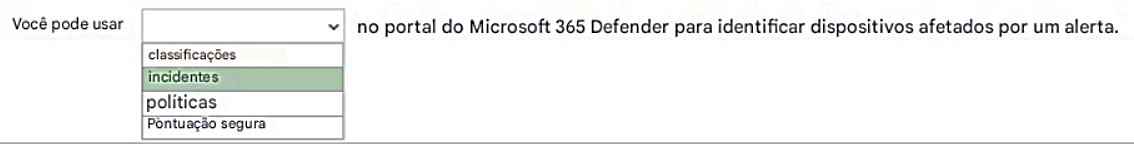 Você pode usar no portal do Microsoft 365 Defender para identificar dispositivos afetados por um alerta.
classificações
incidentes
políticas
Pontuação segura